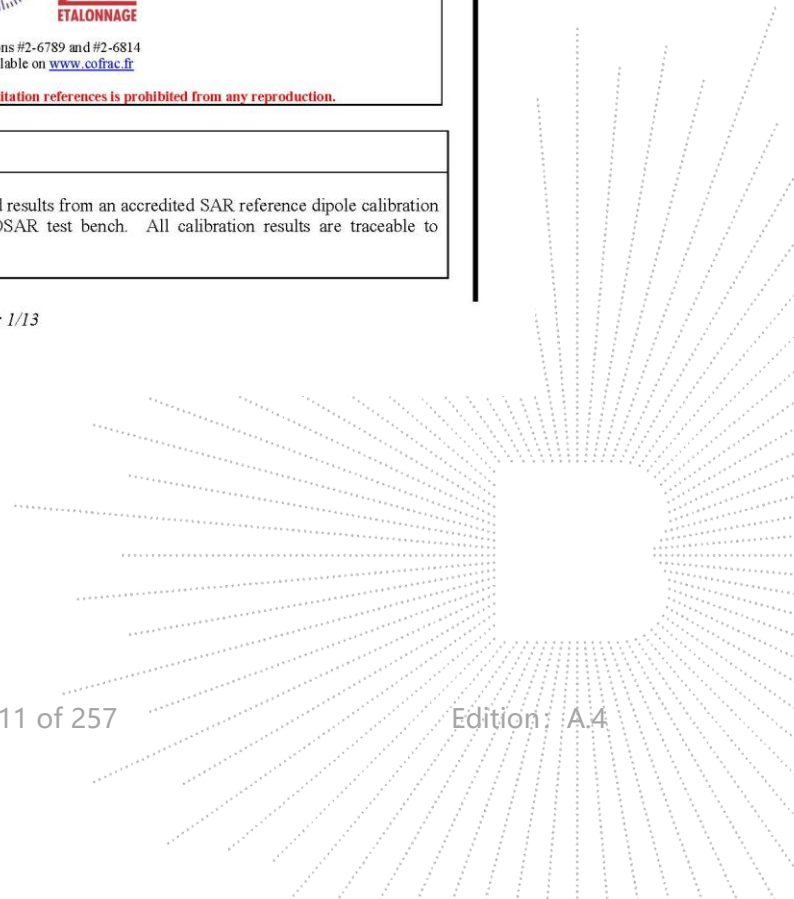 ETALONNAGE
ns #2-6789 and #2-6814
lable on www.cofrac.fr
itation references is prohibited from any reproduction.
l results from an accredited SAR reference dipole calibration
OSAR test bench. All calibration results are traceable to
: 1/13
11 of 257
Edition: A.4